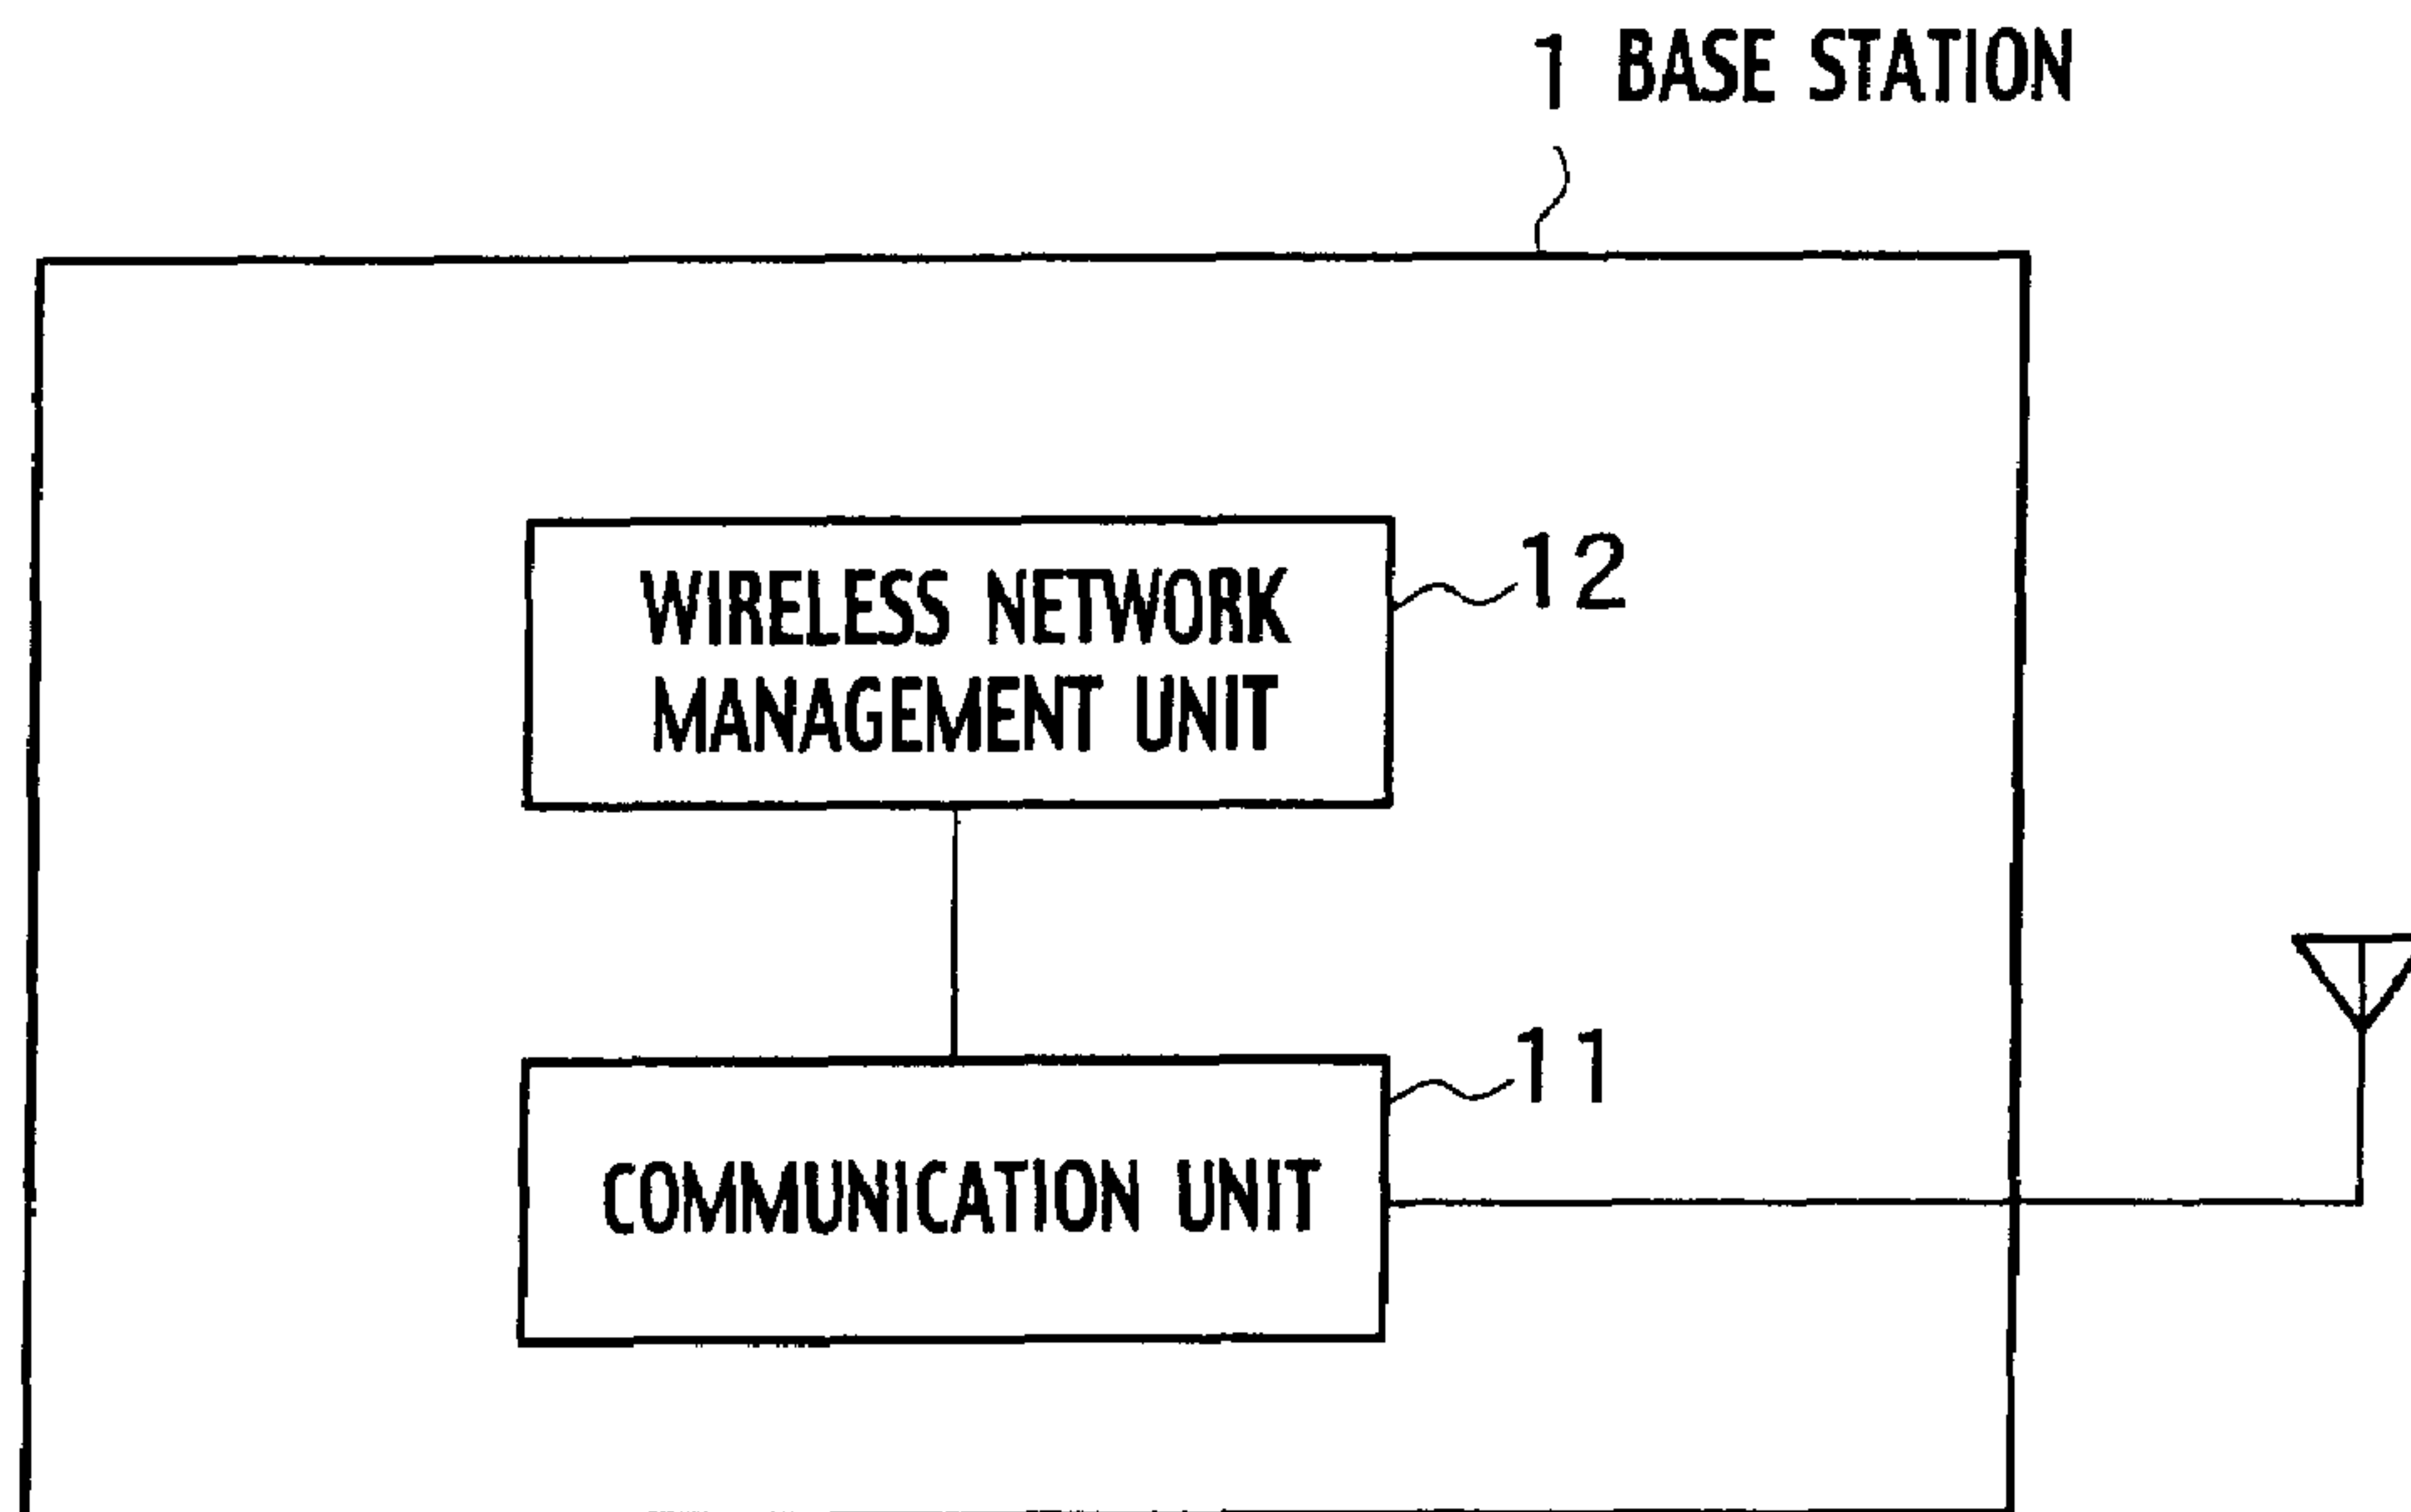 1 BASE STATION
WIRELESS NETWORK
MANAGEMENT UNIT
12
COMMUNICATION UNIT
11